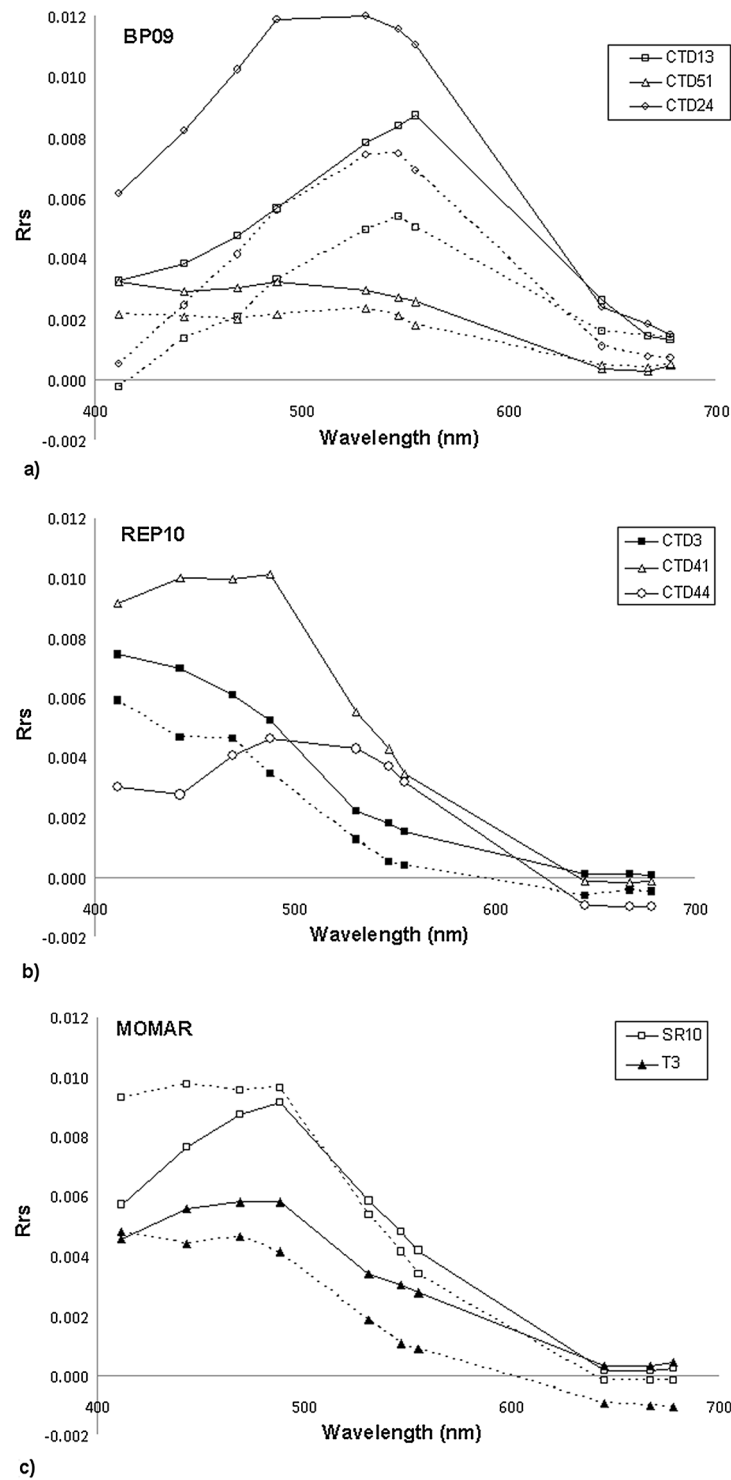 0.012
BP09
0.010
0.008
0.006
0.004
0.002
0.000
-0.002
Rrs
CTD13
CTD51
CTD24
400 500 600 700
Wavelength (nm)
a)
0.012
REP10
0.010
0.008
0.006
0.004
0.002
0.000
-0.002
Rrs
CTD3
CTD41
CTD44
400 500 600 700
Wavelength (nm)
b)
0.012
MOMAR
0.010
0.008
0.006
0.004
0.002
0.000
-0.002
Rrs
SR10
T3
400 500 600 700
Wavelength (nm)
c)